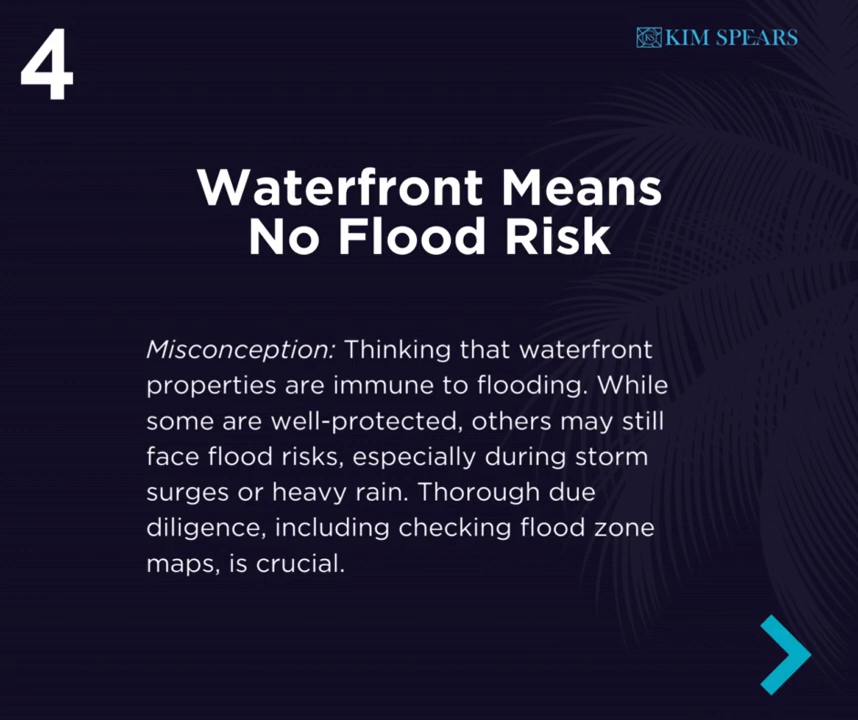 4
KIM SPEARS
Waterfront Means
No Flood Risk
Misconception: Thinking that waterfront
properties are immune to flooding. While
some are well-protected, others may still
face flood risks, especially during storm
surges or heavy rain. Thorough due
diligence, including checking flood zone
maps, is crucial.